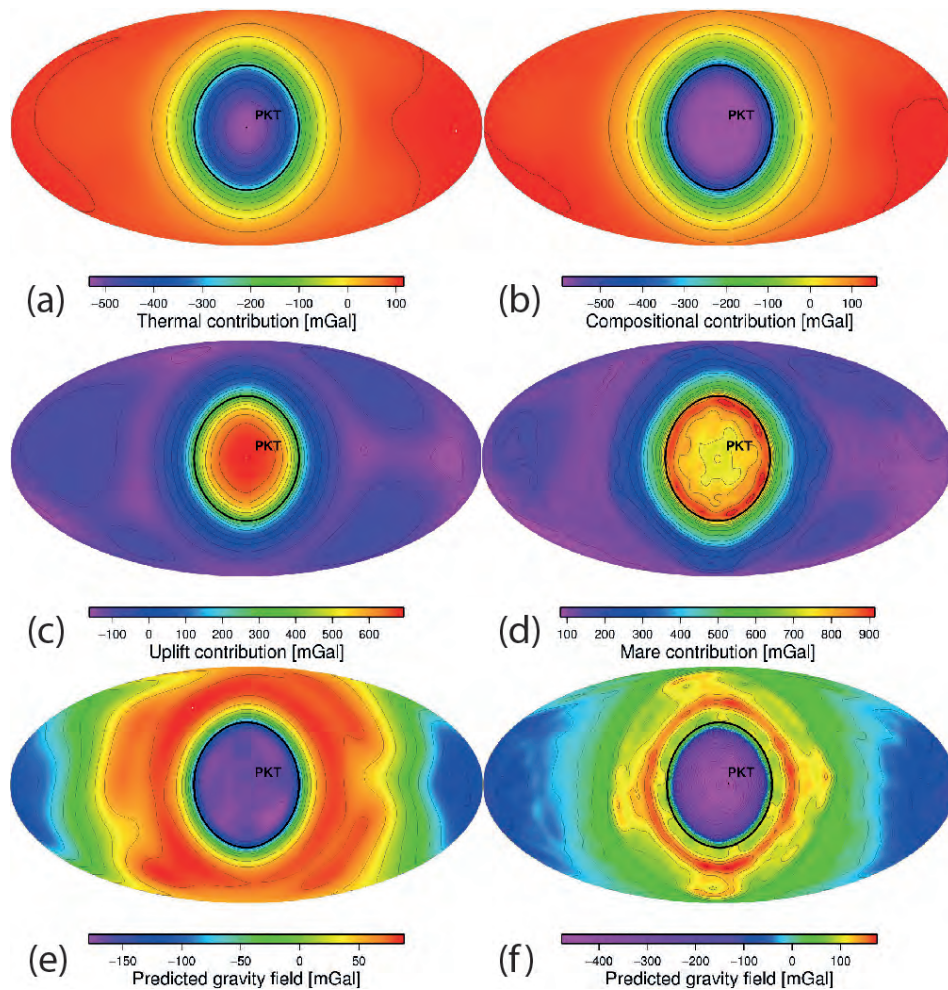 PKT PKT
(a) −500 −400 −300 −200 −100 0 100 (b) −500 −400 −300 −200 −100 0 100
Thermal contribution [mGal] Compositional contribution [mGal]
PKT PKT
(c) −100 0 100 200 300 400 500 600 (d) 100 200 300 400 500 600 700 800 900
Uplift contribution [mGal] Mare contribution [mGal]
PKT PKT
(e) −150 −100 −50 0 50 (f) −400 −300 −200 −100 0 100
Predicted gravity field [mGal] Predicted gravity field [mGal]